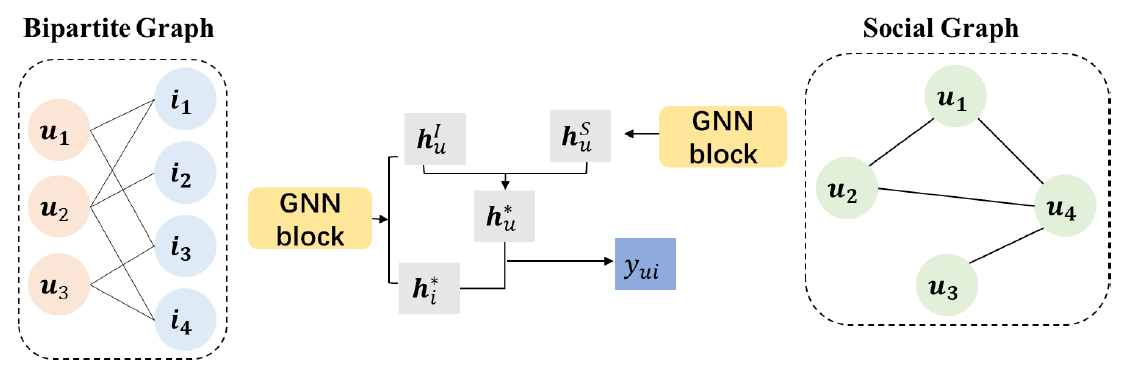 Bipartite Graph
u1
u2
u3
i1
i2
i3
i4
GNN
block
h_u^I
h_u^S
h_u^*
h_i^*
y_ui
GNN
block
Social Graph
u1
u2
u4
u3